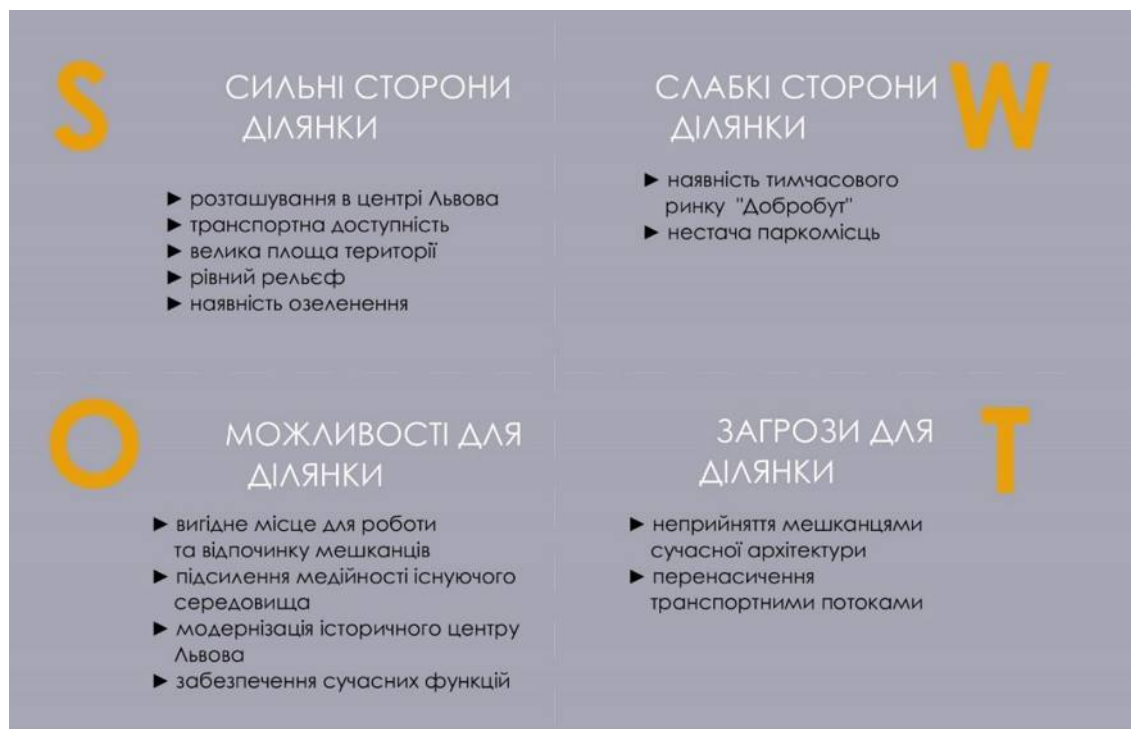 S
СИЛЬНІ СТОРОНИ
ДІЛЯНКИ
► розташування в центрі Львова
► транспортна доступність
► велика площа території
► рівний рельєф
► наявність озеленення
W
СЛАБКІ СТОРОНИ
ДІЛЯНКИ
► наявність тимчасового
ринку "Добробут"
► нестача паркомісць
O
МОЖЛИВОСТІ ДЛЯ
ДІЛЯНКИ
► вигідне місце для роботи
та відпочинку мешканців
► підсилення медійності існуючого
середовища
► модернізація історичного центру
Львова
► забезпечення сучасних функцій
T
ЗАГРОЗИ ДЛЯ
ДІЛЯНКИ
► неприйняття мешканцями
сучасної архітектури
► перенасичення
транспортними потоками